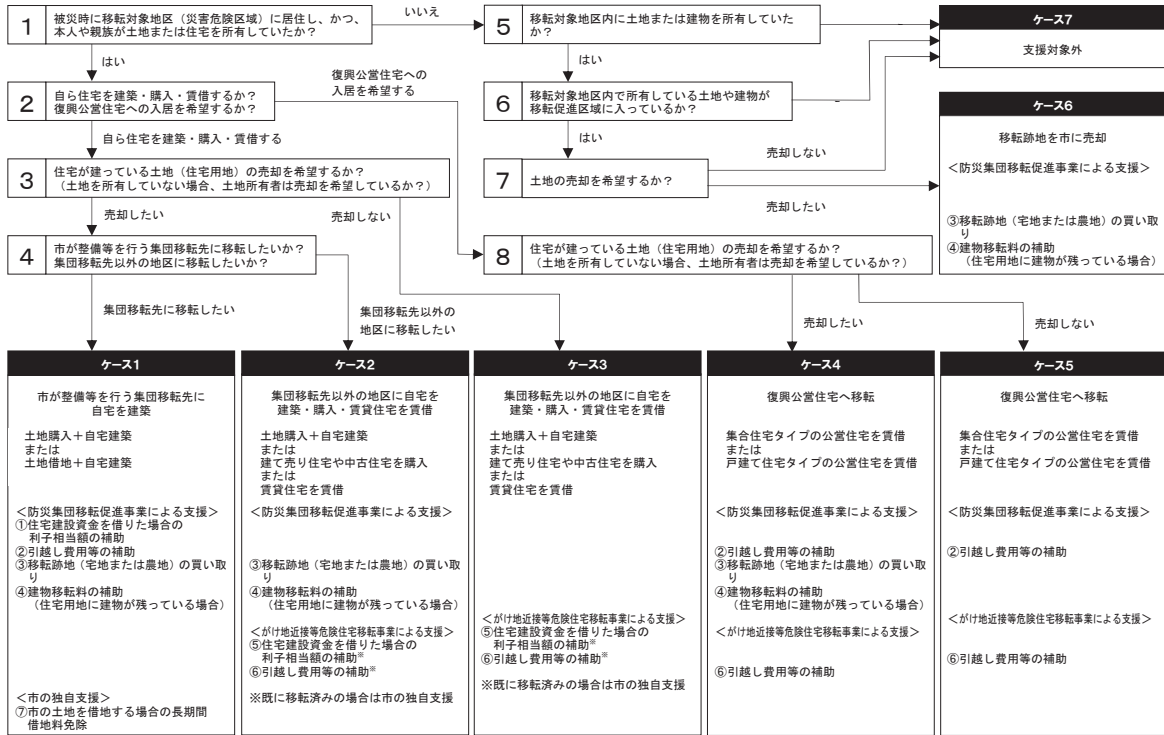 1
被災時に移転対象地区（災害危険区域）に居住し、かつ、
本人や親族が土地または住宅を所有していたか？
いいえ
はい
2
自ら住宅を建築・購入・賃借するか？
復興公営住宅への入居を希望するか？
復興公営住宅への
入居を希望する
自ら住宅を建築・購入・賃借する
3
住宅が建っている土地（住宅用地）の売却を希望するか？
（土地を所有していない場合、土地所有者は売却を希望しているか？）
売却したい
売却しない
4
市が整備等を行う集団移転先に移転したいか？
集団移転先以外の地区に移転したいか？
集団移転先に移転したい
集団移転先以外の
地区に移転したい
5
移転対象地区内に土地または建物を所有していた
か？
はい
6
移転対象地区内で所有している土地や建物が
移転促進区域に入っているか？
はい
売却しない
7
土地の売却を希望するか？
売却したい
8
住宅が建っている土地（住宅用地）の売却を希望するか？
（土地を所有していない場合、土地所有者は売却を希望しているか？）
売却したい
売却しない
ケース7
支援対象外
ケース6
移転跡地を市に売却
＜防災集団移転促進事業による支援＞
③移転跡地（宅地または農地）の買い取
り
④建物移転料の補助
（住宅用地に建物が残っている場合）
ケース1
市が整備等を行う集団移転先に
自宅を建築
土地購入＋自宅建築
または
土地借地＋自宅建築
＜防災集団移転促進事業による支援＞
①住宅建設資金を借りた場合の
利子相当額の補助
②引越し費用等の補助
③移転跡地（宅地または農地）の買い取
り
④建物移転料の補助
（住宅用地に建物が残っている場合）
＜市の独自支援＞
⑦市の土地を借地する場合の長期間
借地料免除
ケース2
集団移転先以外の地区に自宅を
建築・購入・賃貸住宅を賃借
土地購入＋自宅建築
または
建て売り住宅や中古住宅を購入
または
賃貸住宅を賃借
＜防災集団移転促進事業による支援＞
③移転跡地（宅地または農地）の買い取
り
④建物移転料の補助
（住宅用地に建物が残っている場合）
＜がけ地近接等危険住宅移転事業による支援＞
⑤住宅建設資金を借りた場合の
利子相当額の補助※
⑥引越し費用等の補助※
※既に移転済みの場合は市の独自支援
ケース3
集団移転先以外の地区に自宅を
建築・購入・賃貸住宅を賃借
土地購入＋自宅建築
または
建て売り住宅や中古住宅を購入
または
賃貸住宅を賃借
＜がけ地近接等危険住宅移転事業による支援＞
⑤住宅建設資金を借りた場合の
利子相当額の補助※
⑥引越し費用等の補助※
※既に移転済みの場合は市の独自支援
ケース4
復興公営住宅へ移転
集合住宅タイプの公営住宅を賃借
または
戸建て住宅タイプの公営住宅を賃借
＜防災集団移転促進事業による支援＞
②引越し費用等の補助
③移転跡地（宅地または農地）の買い取
り
④建物移転料の補助
（住宅用地に建物が残っている場合）
＜がけ地近接等危険住宅移転事業による支援＞
⑥引越し費用等の補助
ケース5
復興公営住宅へ移転
集合住宅タイプの公営住宅を賃借
または
戸建て住宅タイプの公営住宅を賃借
＜防災集団移転促進事業による支援＞
②引越し費用等の補助
＜がけ地近接等危険住宅移転事業による支援＞
⑥引越し費用等の補助